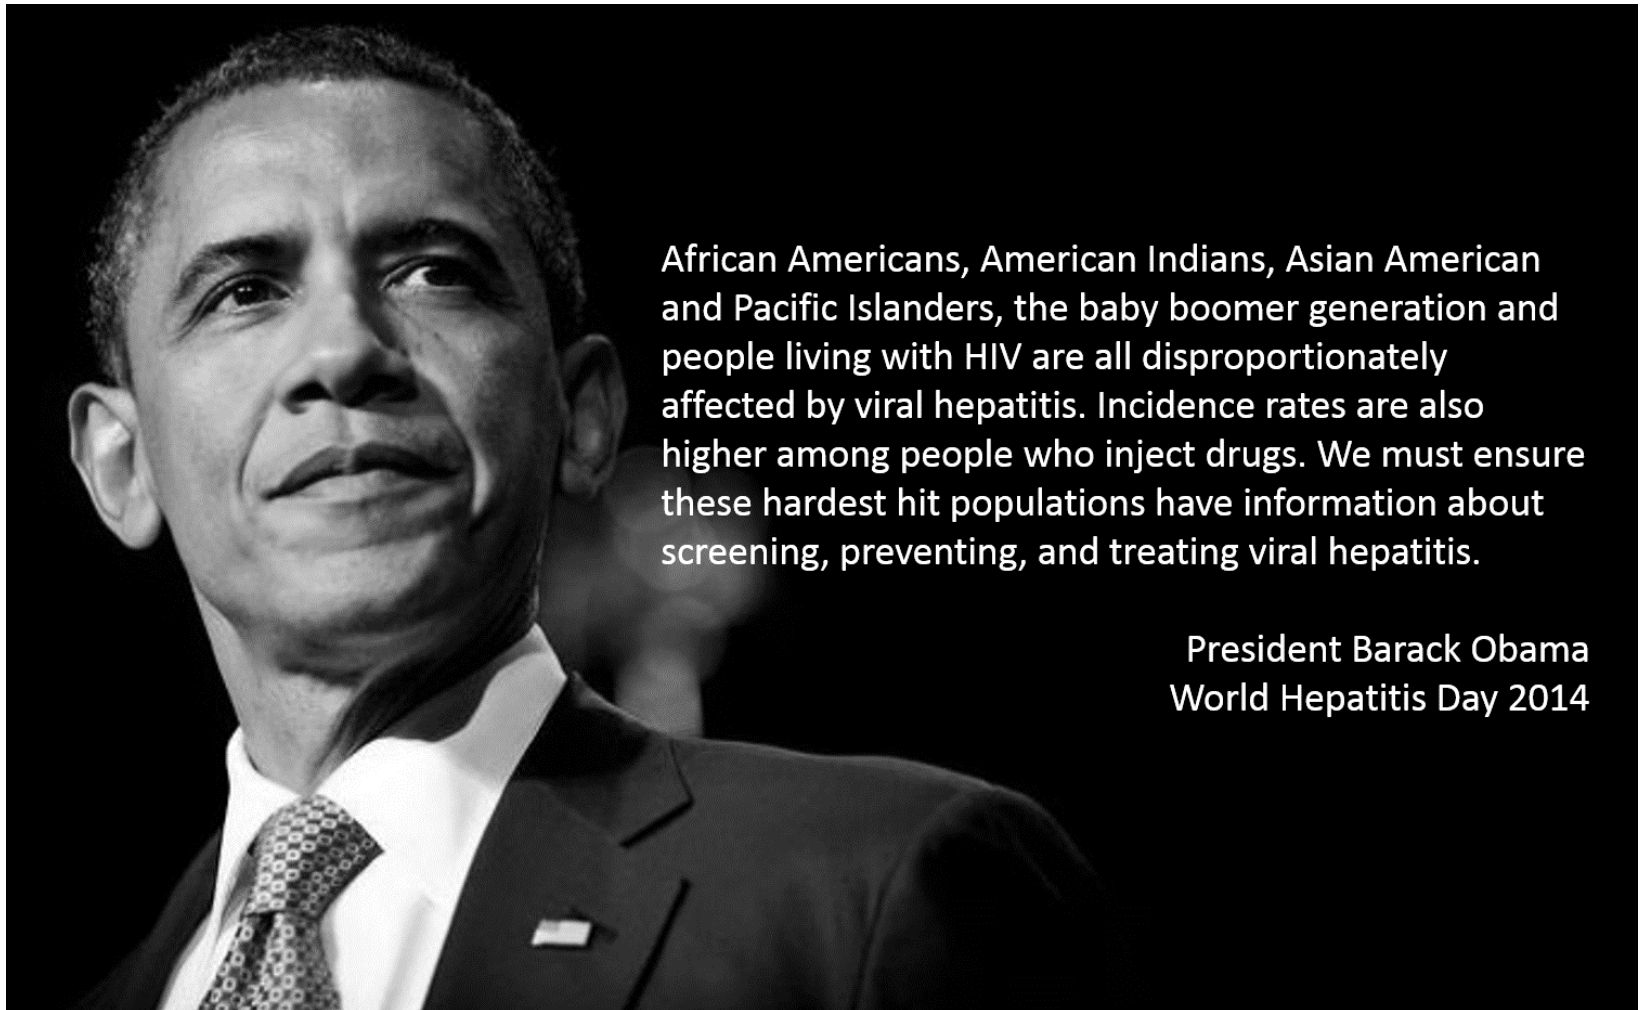 African Americans, American Indians, Asian American
and Pacific Islanders, the baby boomer generation and
people living with HIV are all disproportionately
affected by viral hepatitis. Incidence rates are also
higher among people who inject drugs. We must ensure
these hardest hit populations have information about
screening, preventing, and treating viral hepatitis.
President Barack Obama
World Hepatitis Day 2014